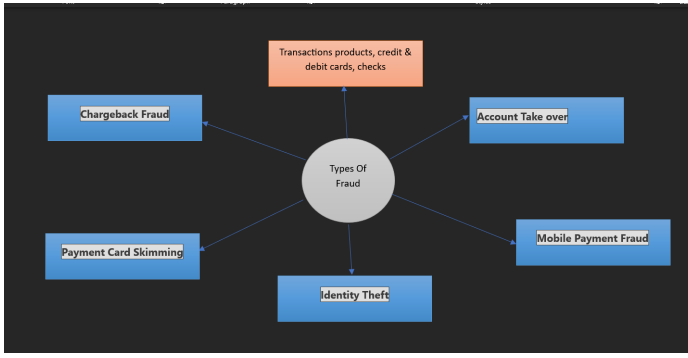 Transactions products, credit &
debit cards, checks
Chargeback Fraud
Account Take over
Types Of
Fraud
Payment Card Skimming
Mobile Payment Fraud
Identity Theft